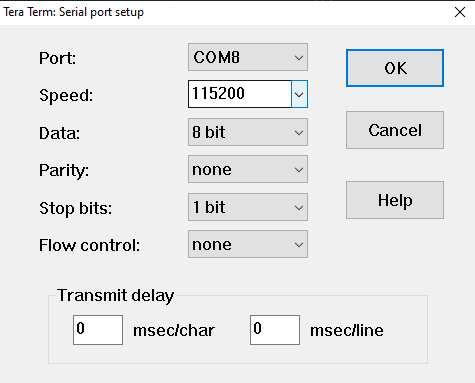 Tera Term: Serial port setup
Port: COM8 OK
Speed: 115200
Data: 8 bit Cancel
Parity: none
Stop bits: 1 bit Help
Flow control: none
Transmit delay
0 msec/char 0 msec/line